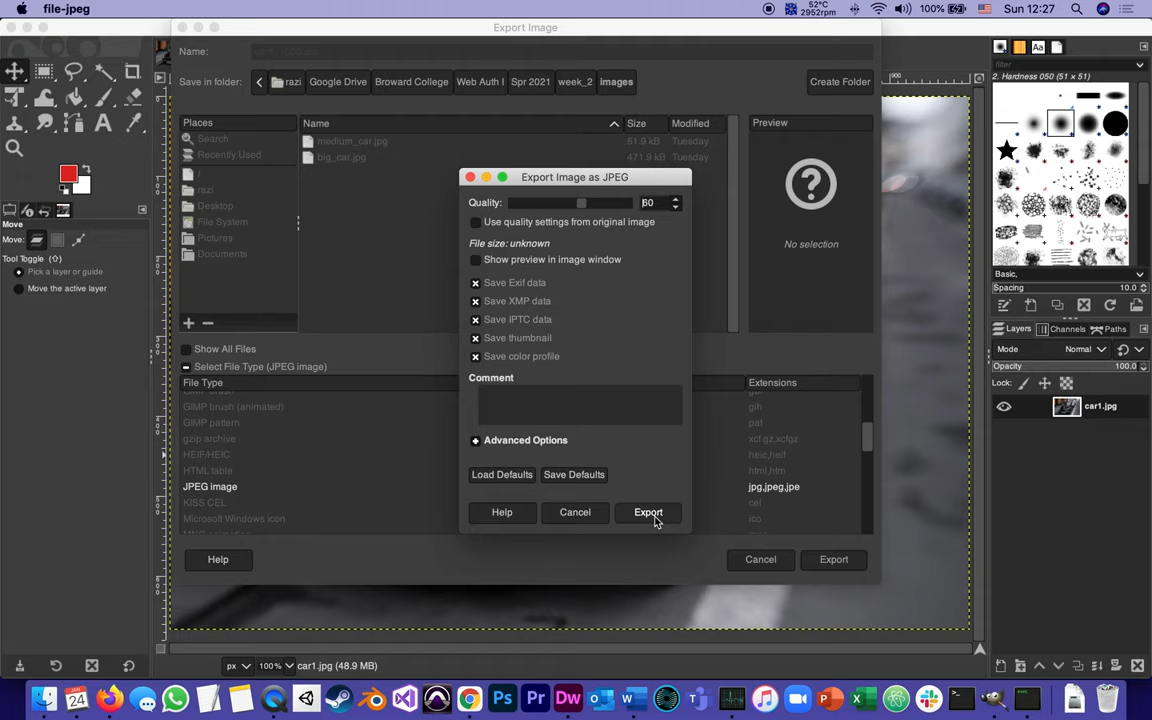 file-jpeg
52°C
2952rpm
100%
Sun 12:27
Export Image
Name:
Save in folder:
razi
Google Drive
Broward College
Web Auth I
Spr 2021
week_2
images
Create Folder
Places
Search
Recently Used
/
razi
Desktop
File System
Pictures
Documents
Name
Size
Modified
medium_car.jpg
61.9 kB
Tuesday
big_car.jpg
471.9 kB
Tuesday
Preview
No selection
Show All Files
Select File Type (JPEG image)
File Type
Extensions
GIMP brush (animated)
gih
GIMP pattern
pat
gzip archive
xcf.gz,xcfgz
HEIF/HEIC
heic,heif
HTML table
html,htm
JPEG image
jpg,jpeg,jpe
KISS CEL
cel
Microsoft Windows icon
ico
Help
Cancel
Export
Export Image as JPEG
Quality:
60
Use quality settings from original image
File size: unknown
Show preview in image window
Save Exif data
Save XMP data
Save IPTC data
Save thumbnail
Save color profile
Comment
Advanced Options
Load Defaults
Save Defaults
Help
Cancel
Export
Move
Move:
Tool Toggle (⇧)
Pick a layer or guide
Move the active layer
px
100%
car1.jpg (48.9 MB)
filter
2. Hardness 050 (51 × 51)
Basic,
Spacing
10.0
Layers
Channels
Paths
Mode
Normal
Opacity
100.0
Lock:
car1.jpg
JAN
24
Ps
Pr
Dw